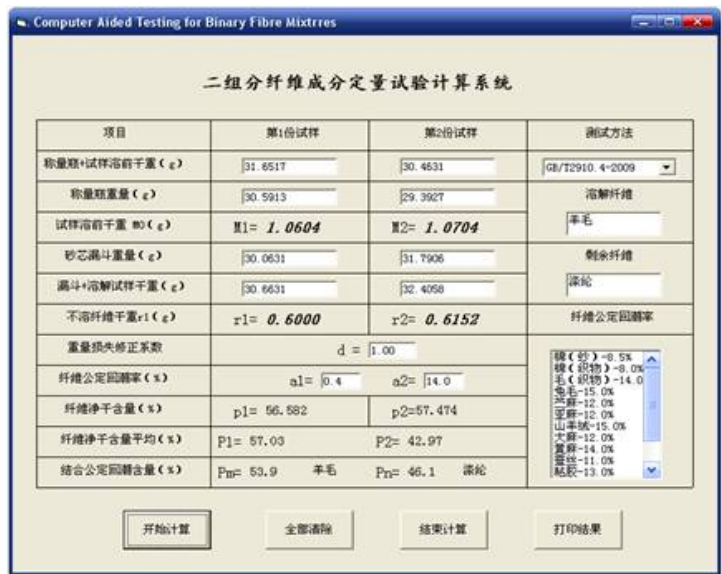 Computer Aided Testing for Binary Fibre Mixtrres
二组分纤维成分定量试验计算系统
项目 第1份试样 第2份试样 测试方法
称量瓶+试样溶前干重(g) 31.6517 30.4631 GB/T2910.4-2009
称量瓶重量(g) 30.5913 29.3927 溶解纤维
试样溶前干重 m0(g) M1= 1.0604 M2= 1.0704 羊毛
砂芯漏斗重量(g) 30.0631 31.7906 剩余纤维
漏斗+溶解试样干重(g) 30.6631 32.4058 涤纶
不溶纤维干重r1(g) r1= 0.6000 r2= 0.6152 纤维公定回潮率
重量损失修正系数 d = 1.00
纤维公定回潮率(%) a1= 0.4 a2= 14.0
纤维净干含量(%) p1= 56.582 p2=57.474
纤维净干含量平均(%) P1= 57.03 P2= 42.97
结合公定回潮含量(%) Pm= 53.9 羊毛 Pn= 46.1 涤纶
棉(纱)-8.5%
棉(织物)-8.0%
毛(织物)-14.0
兔毛-15.0%
苎麻-12.0%
亚麻-12.0%
山羊绒-15.0%
大麻-12.0%
黄麻-14.0%
蚕丝-11.0%
粘胶-13.0%
开始计算 全部清除 结束计算 打印结果